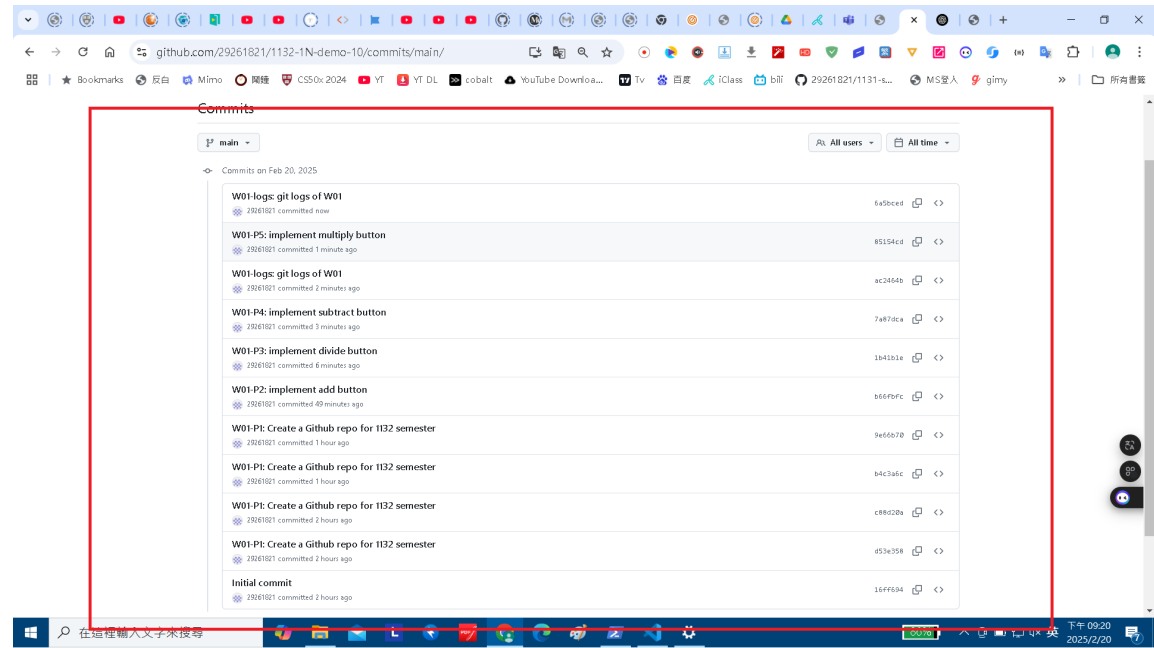 github.com/29261821/1132-1N-demo-10/commits/main/
Bookmarks 反白 Mimo 開鐘 CS50x 2024 YT YT DL cobalt YouTube Downloa... Tv 百度 iClass bili 29261821/1131-s... MS登人 gimy » 所有書籤
Commits
main All users All time
Commits on Feb 20, 2025
W01-logs: git logs of W01
29261821 committed now
6a5bced
W01-P5: implement multiply button
29261821 committed 1 minute ago
85154cd
W01-logs: git logs of W01
29261821 committed 2 minutes ago
ac2464b
W01-P4: implement subtract button
29261821 committed 3 minutes ago
7a87dca
W01-P3: implement divide button
29261821 committed 6 minutes ago
1b41b1e
W01-P2: implement add button
29261821 committed 49 minutes ago
b66fbfc
W01-P1: Create a Github repo for 1132 semester
29261821 committed 1 hour ago
9e66b70
W01-P1: Create a Github repo for 1132 semester
29261821 committed 1 hour ago
b4c3a6c
W01-P1: Create a Github repo for 1132 semester
29261821 committed 2 hours ago
c88d20a
W01-P1: Create a Github repo for 1132 semester
29261821 committed 2 hours ago
d53e358
Initial commit
29261821 committed 2 hours ago
16ff694
在這裡輸入文字來搜尋
英
下午 09:20
2025/2/20